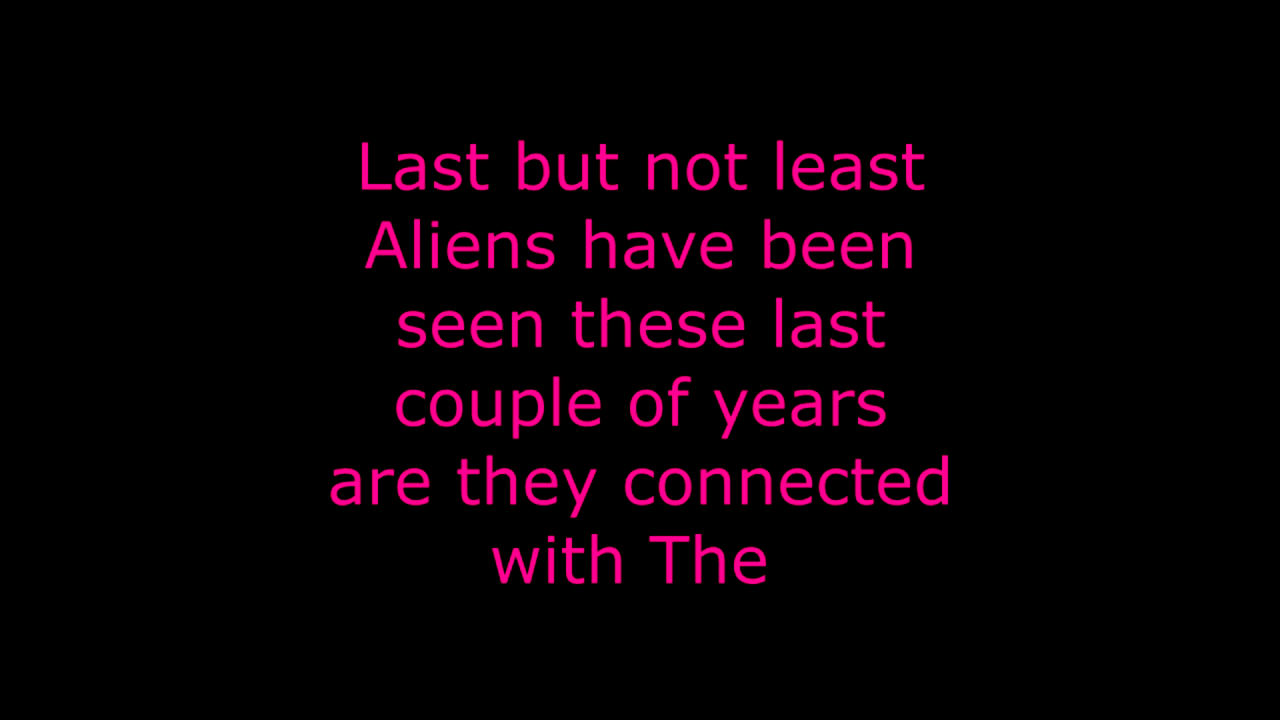 Last but not least
Aliens have been
seen these last
couple of years
are they connected
with The